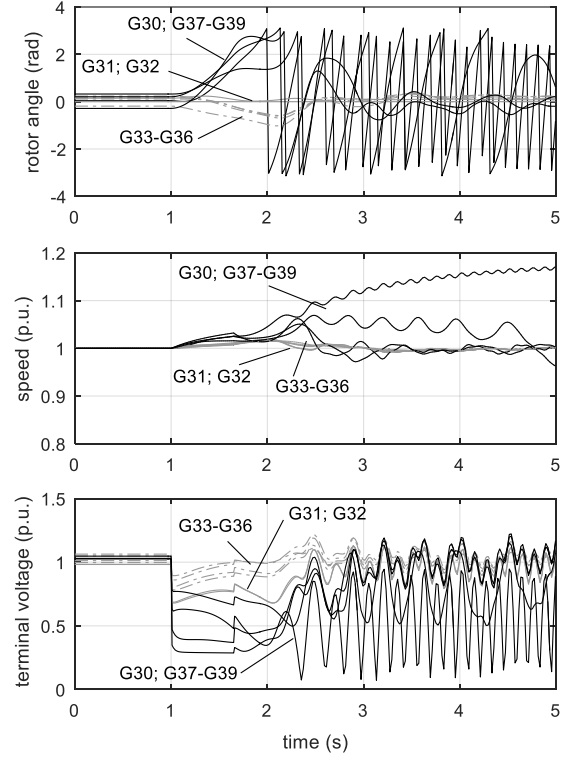 4
2
0
-2
-4
rotor angle (rad)
G30; G37-G39
G31; G32
G33-G36
0 1 2 3 4 5
1.2
1.1
1
0.9
0.8
speed (p.u.)
G30; G37-G39
G31; G32
G33-G36
0 1 2 3 4 5
1.5
1
0.5
0
terminal voltage (p.u.)
G31; G32
G33-G36
G30; G37-G39
0 1 2 3 4 5
time (s)